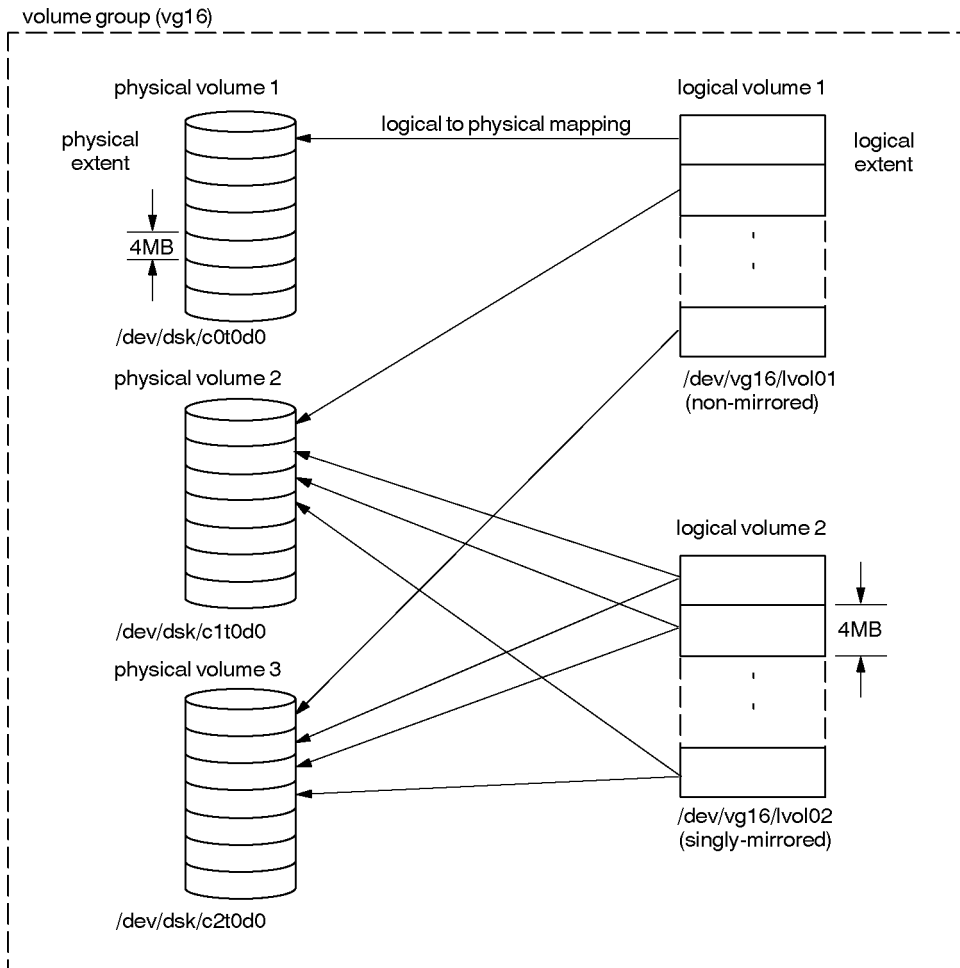 volume group (vg16)
physical volume 1
logical volume 1
physical
extent
logical to physical mapping
logical
extent
4MB
/dev/dsk/c0t0d0
physical volume 2
/dev/vg16/lvol01
(non-mirrored)
logical volume 2
4MB
/dev/dsk/c1t0d0
physical volume 3
/dev/vg16/lvol02
(singly-mirrored)
/dev/dsk/c2t0d0